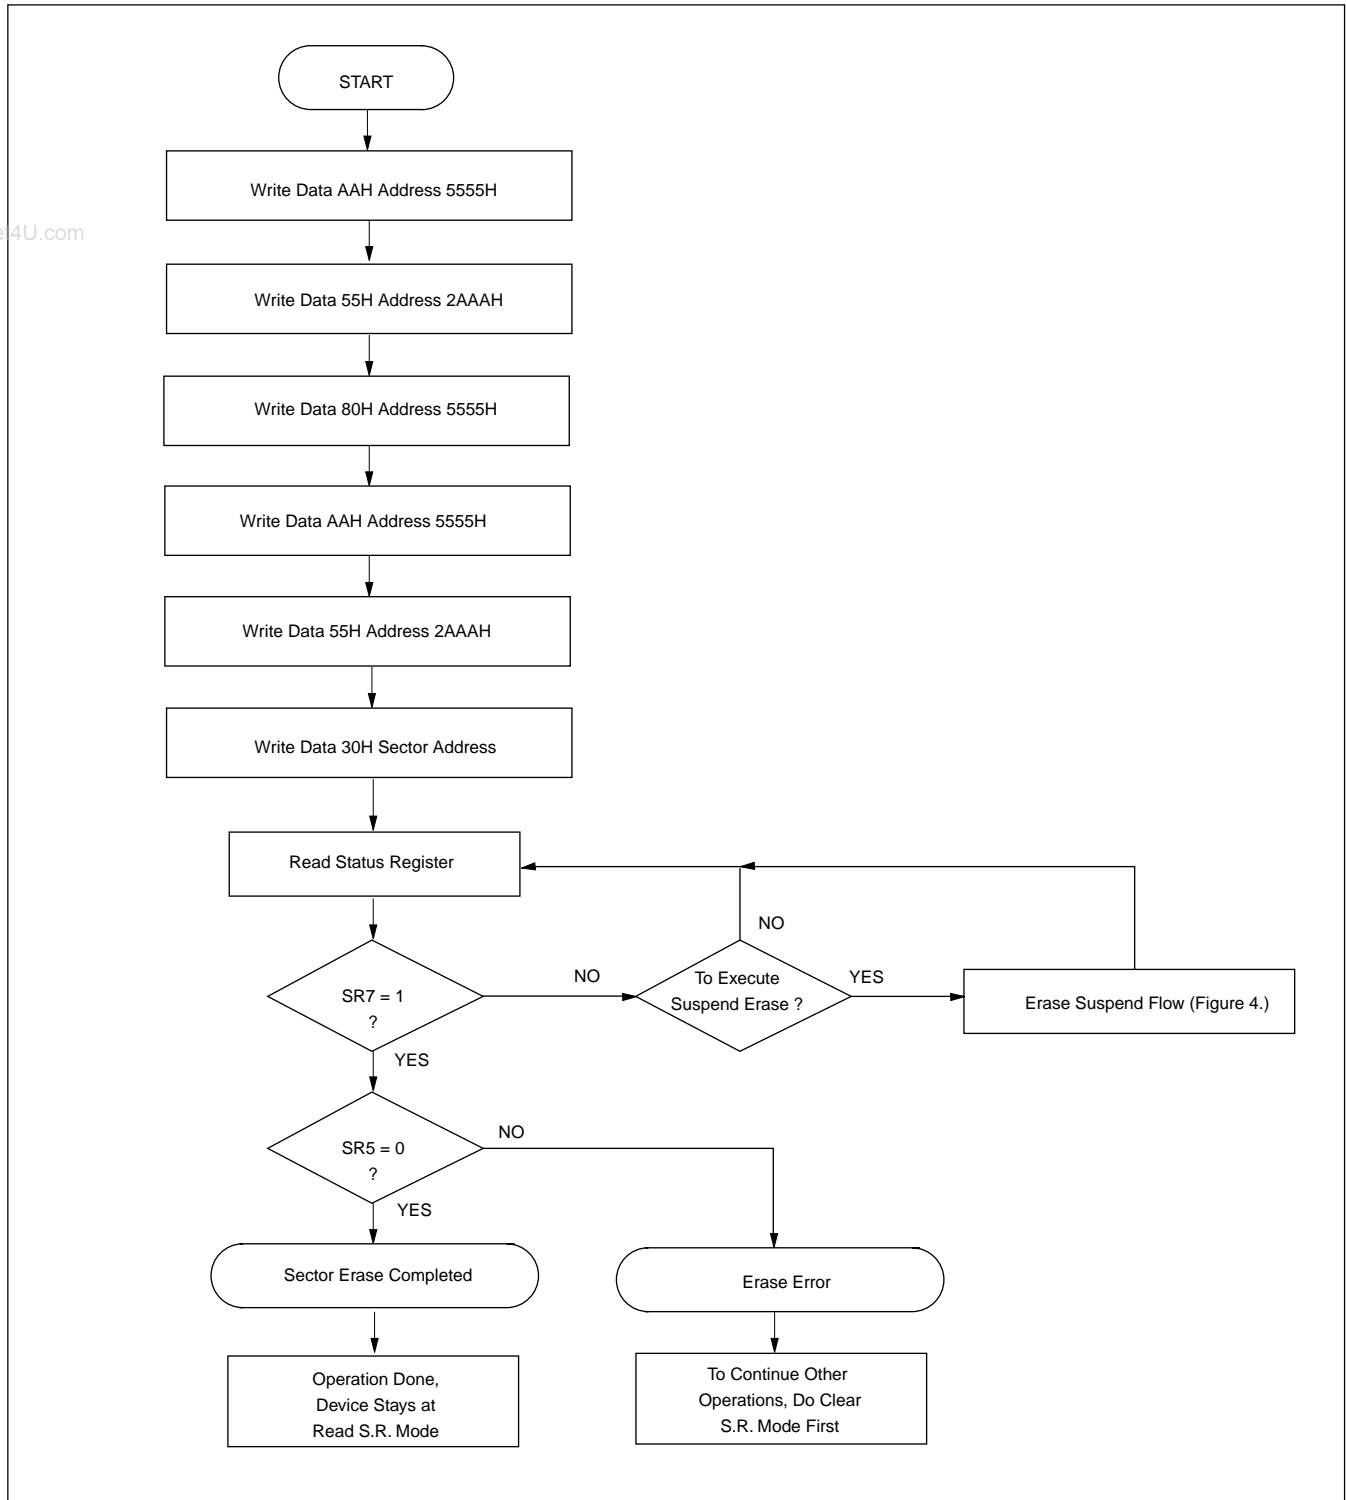 START
Write Data AAH Address 5555H
4U.com
Write Data 55H Address 2AAAH
Write Data 80H Address 5555H
Write Data AAH Address 5555H
Write Data 55H Address 2AAAH
Write Data 30H Sector Address
Read Status Register
NO
SR7 = 1
?
NO
To Execute
Suspend Erase ?
YES
Erase Suspend Flow (Figure 4.)
YES
SR5 = 0
?
NO
YES
Sector Erase Completed
Erase Error
Operation Done,
Device Stays at
Read S.R. Mode
To Continue Other
Operations, Do Clear
S.R. Mode First